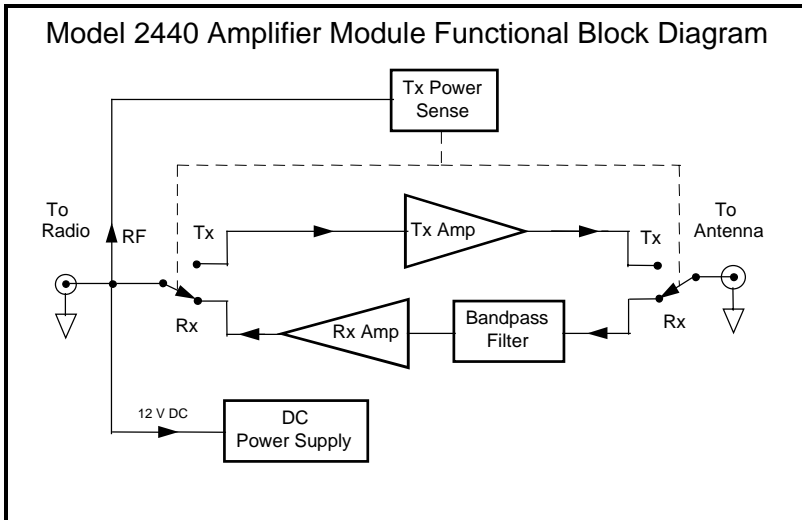 Model 2440 Amplifier Module Functional Block Diagram
Tx Power
Sense
To
Radio
RF
Tx
Tx Amp
Tx
To
Antenna
Rx
Rx Amp
Bandpass
Filter
Rx
12 V DC
DC
Power Supply